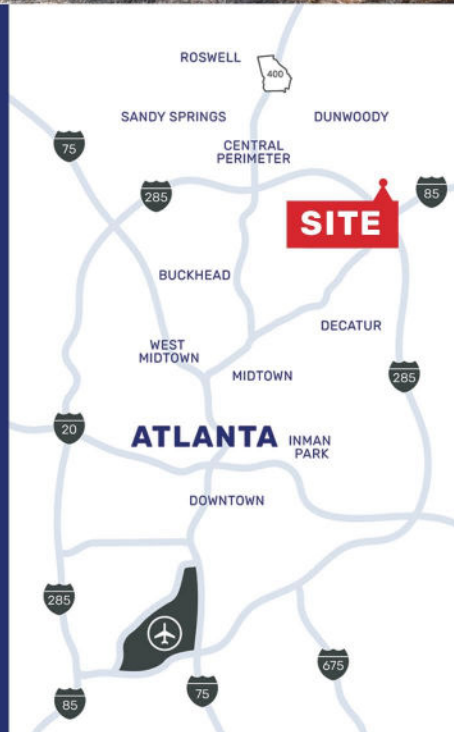 ROSWELL
400
SANDY SPRINGS
DUNWOODY
75
CENTRAL
PERIMETER
285
85
SITE
BUCKHEAD
DECATUR
WEST
MIDTOWN
MIDTOWN
285
20
ATLANTA
INMAN
PARK
DOWNTOWN
285
675
85
75